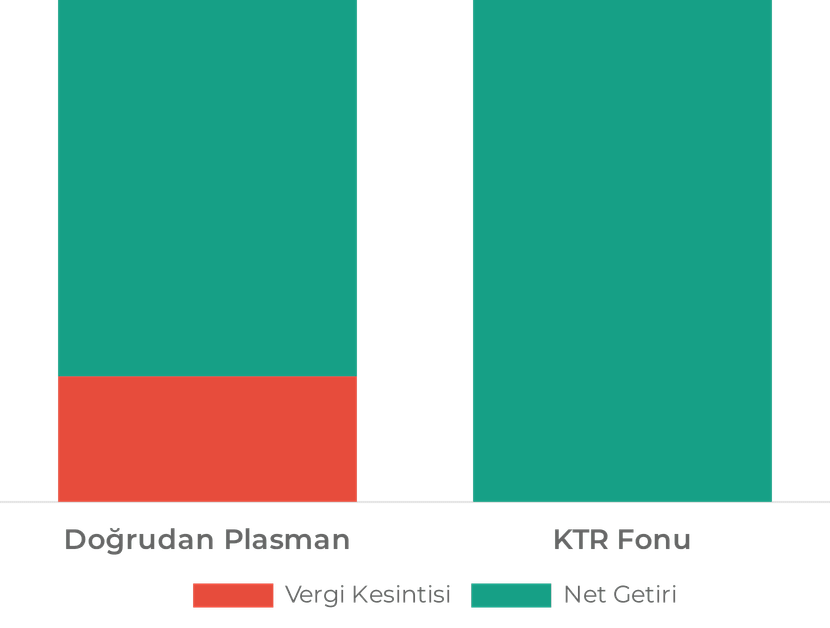 Doğrudan Plasman
KTR Fonu
Vergi Kesintisi
Net Getiri